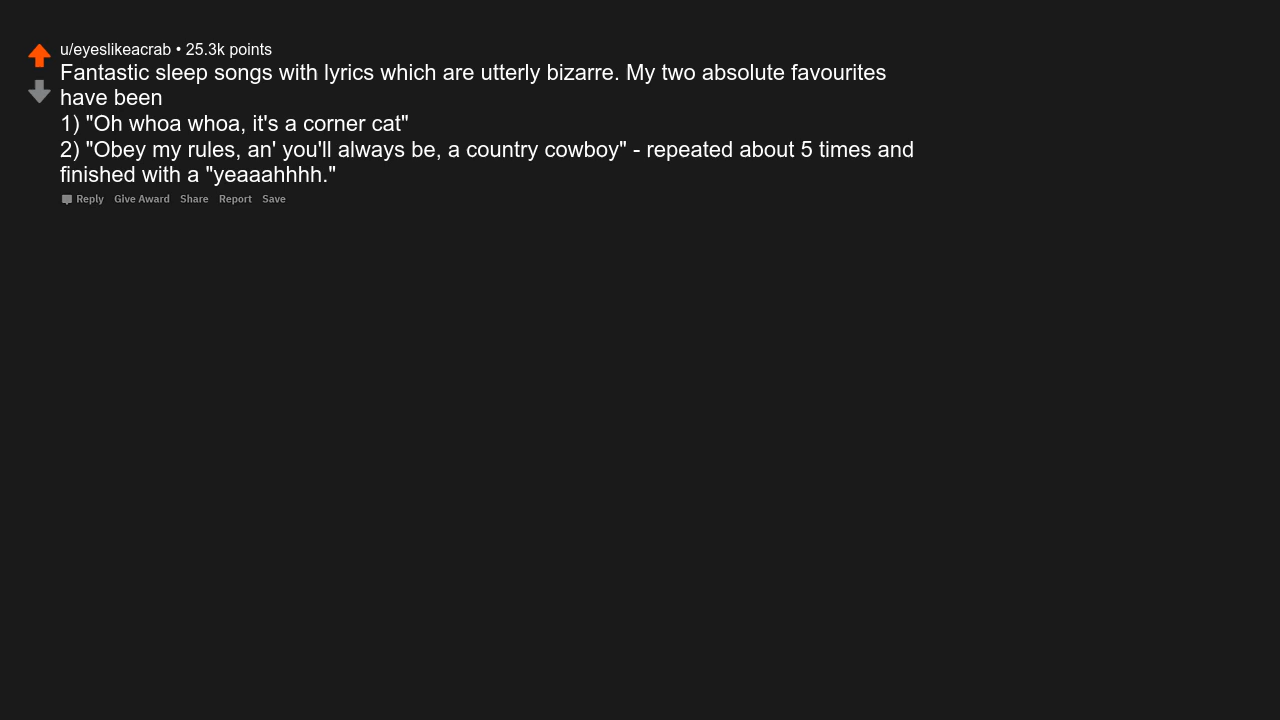 u/eyeslikeacrab • 25.3k points
Fantastic sleep songs with lyrics which are utterly bizarre. My two absolute favourites
have been
1) "Oh whoa whoa, it's a corner cat"
2) "Obey my rules, an' you'll always be, a country cowboy" - repeated about 5 times and
finished with a "yeaaahhhh."
Reply Give Award Share Report Save